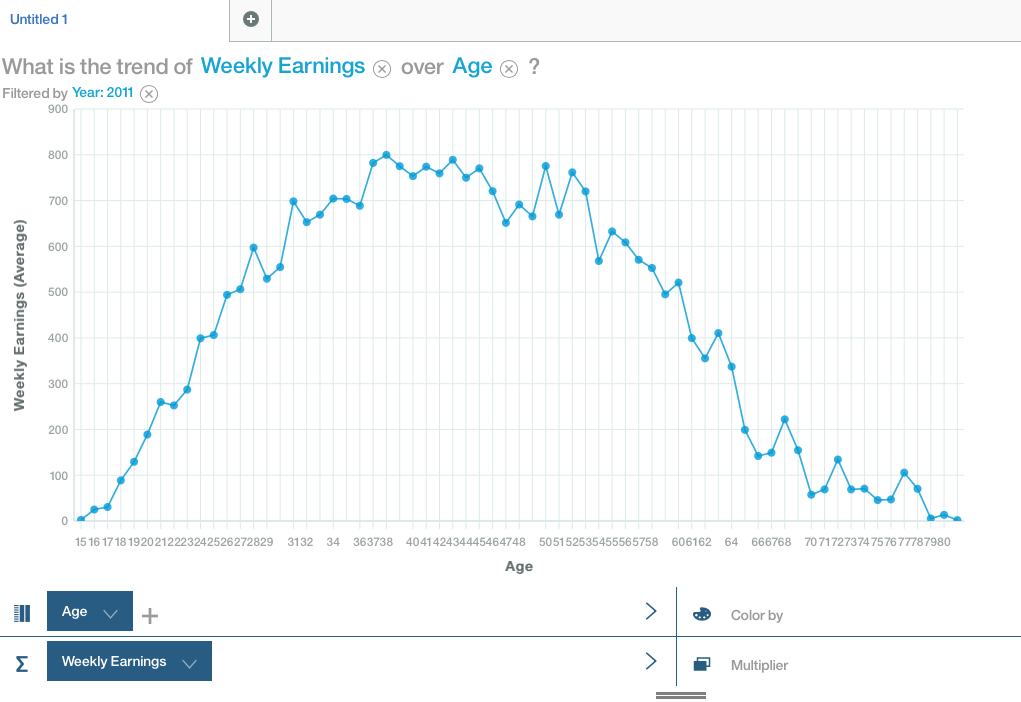 Untitled 1
What is the trend of Weekly Earnings over Age ?
Filtered by Year: 2011
900
800
700
600
500
400
300
200
100
0
Weekly Earnings (Average)
15 16 17 18 19 20 21 22 23 24 25 26 27 28 29 31 32 34 36 37 38 40 41 42 43 44 45 46 47 48 50 51 52 53 54 55 56 57 58 60 61 62 64 66 67 68 70 71 72 73 74 75 76 77 78 79 80
Age
Age
Color by
Σ Weekly Earnings
Multiplier